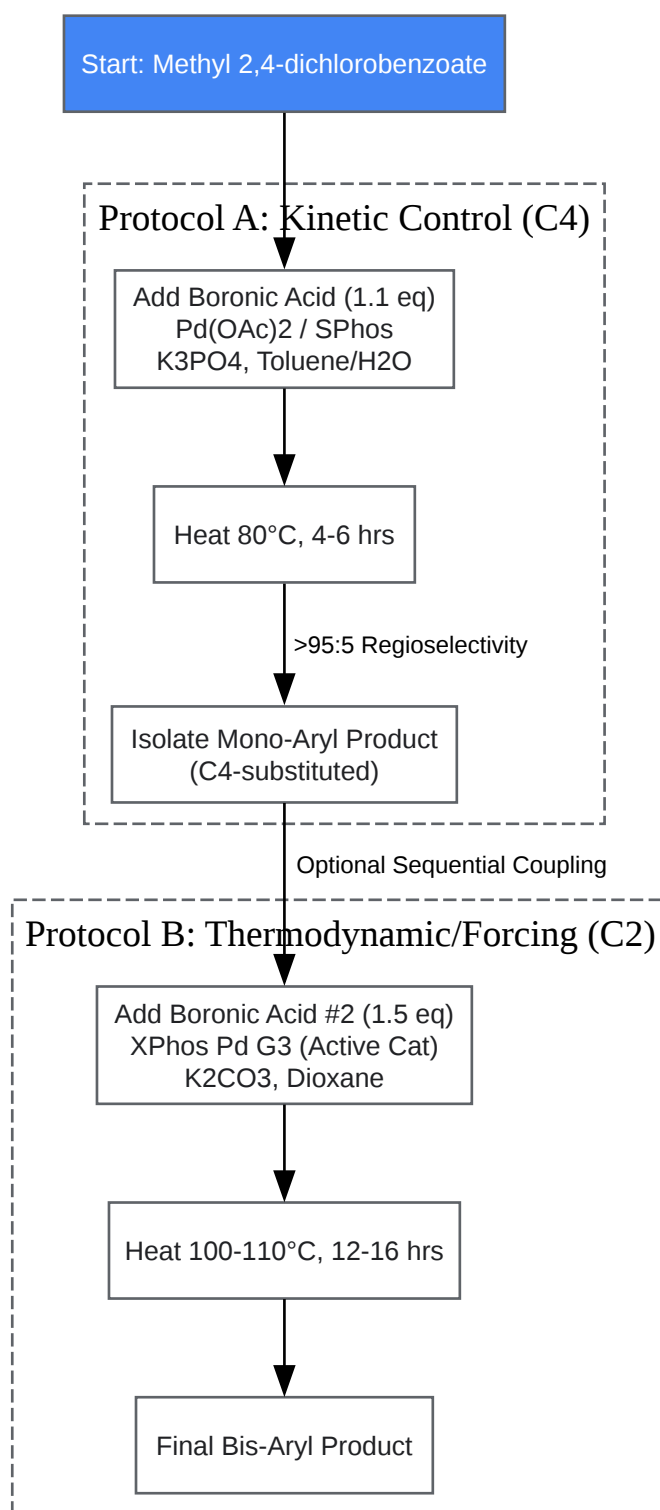 Start: Methyl 2,4-dichlorobenzoate
Protocol A: Kinetic Control (C4)
Add Boronic Acid (1.1 eq)
Pd(OAc)2 / SPhos
K3PO4, Toluene/H2O
Heat 80°C, 4-6 hrs
>95:5 Regioselectivity
Isolate Mono-Aryl Product
(C4-substituted)
Optional Sequential Coupling
Protocol B: Thermodynamic/Forcing (C2)
Add Boronic Acid #2 (1.5 eq)
XPhos Pd G3 (Active Cat)
K2CO3, Dioxane
Heat 100-110°C, 12-16 hrs
Final Bis-Aryl Product